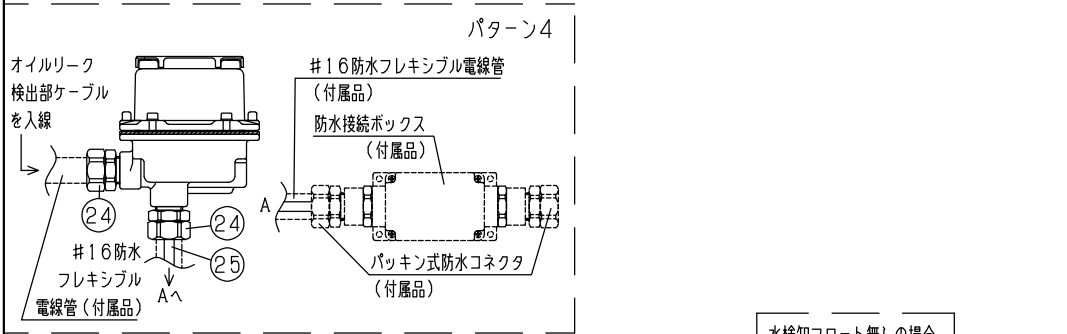 パターン4
オイルリーク
検出部ケーブル
を入線
#16防水フレキシブル電線管
(付属品)
防水接続ボックス
(付属品)
A
24
24
25
#16防水
フレキシブル
電線管(付属品)
Aへ
パッキン式防水コネクタ
(付属品)
水検知フロート無しの場合